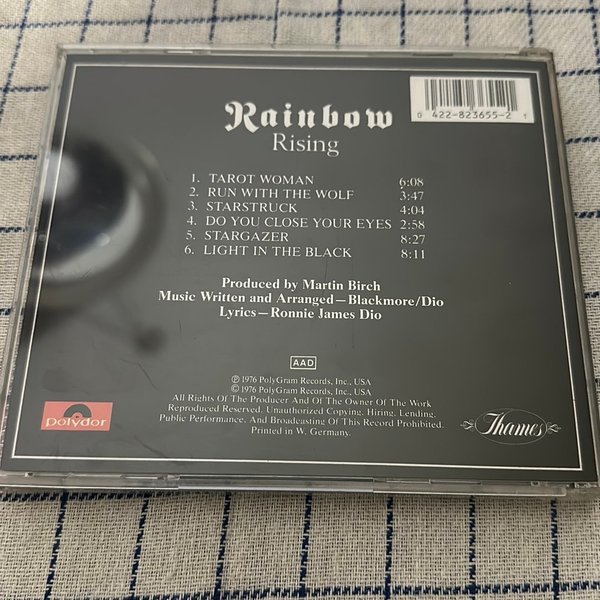 Rainbow
Rising
0 422-823655-2 1
1. TAROT WOMAN 6:08
2. RUN WITH THE WOLF 3:47
3. STARSTRUCK 4:04
4. DO YOU CLOSE YOUR EYES 2:58
5. STARGAZER 8:27
6. LIGHT IN THE BLACK 8:11
Produced by Martin Birch
Music Written and Arranged—Blackmore/Dio
Lyrics—Ronnie James Dio
AAD
℗ 1976 PolyGram Records, Inc., USA
© 1976 PolyGram Records, Inc., USA
All Rights Of The Producer And Of The Owner Of The Work
Reproduced Reserved. Unauthorized Copying, Hiring, Lending,
Public Performance, And Broadcasting Of This Record Prohibited.
Printed in W. Germany.
Polydor
Thames